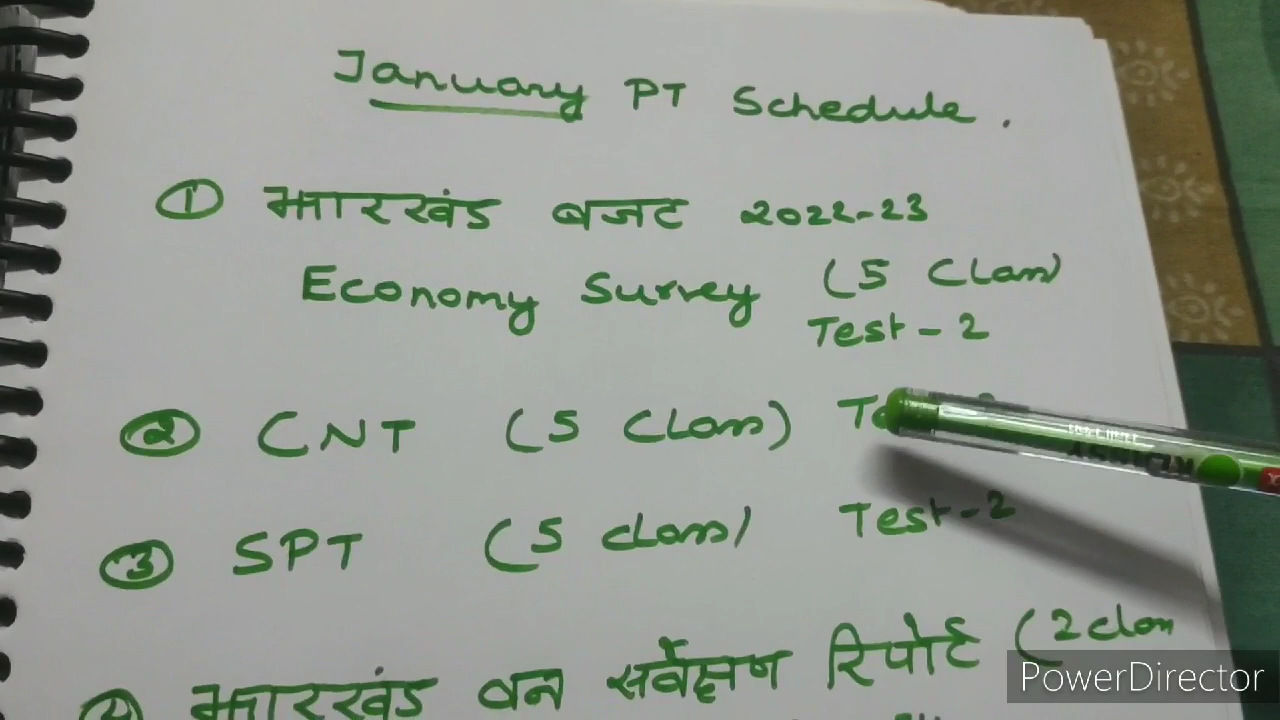 January PT Schedule.
① झारखंड बजट 2022-23
Economy Survey (5 Class)
Test-2
② CNT (5 Class)
③ SPT (5 class) Test-2
झारखंड वन सर्वेक्षण रिपोर्ट (2 clas
PowerDirector